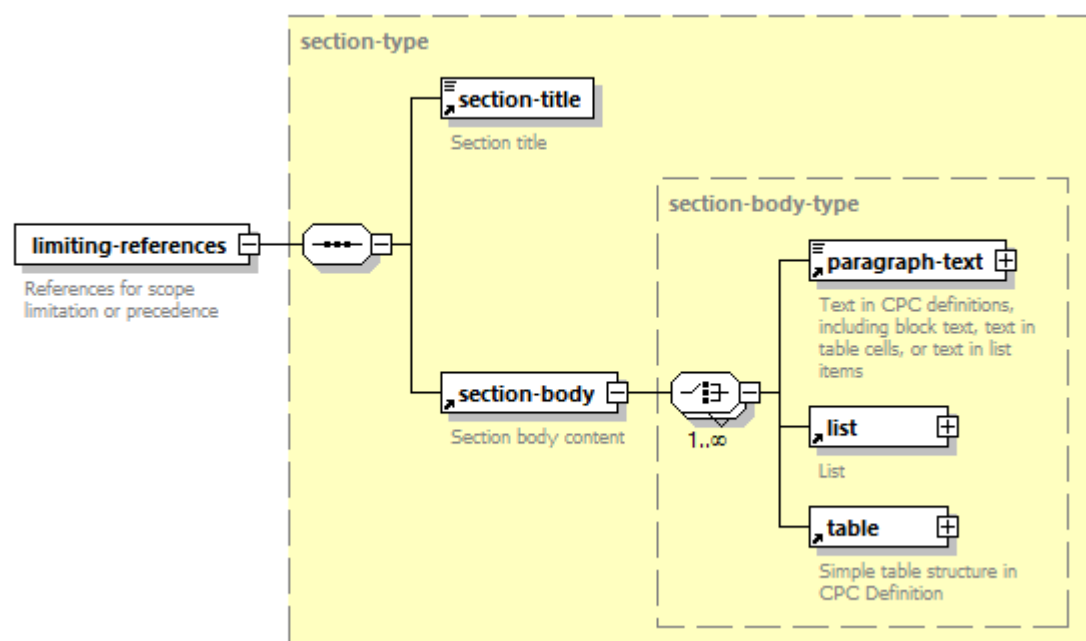 section-type
section-title
Section title
section-body-type
limiting-references
References for scope
limitation or precedence
paragraph-text
Text in CPC definitions,
including block text, text in
table cells, or text in list
items
section-body
Section body content
1..∞
list
List
table
Simple table structure in
CPC Definition